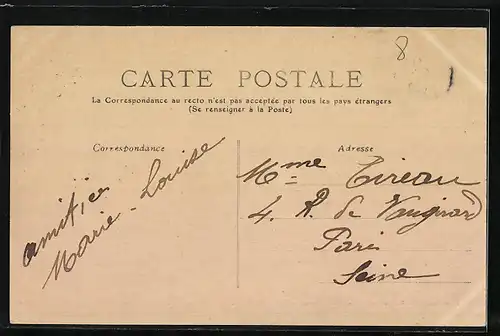 8
CARTE POSTALE
La Correspondance au recto n'est pas acceptée par tous les pays étrangers
(Se renseigner à la Poste)
Correspondance
Adresse
amitiés
Marie-Louise
Mme Tireau
4. R. de Vaugirard
Paris
Seine